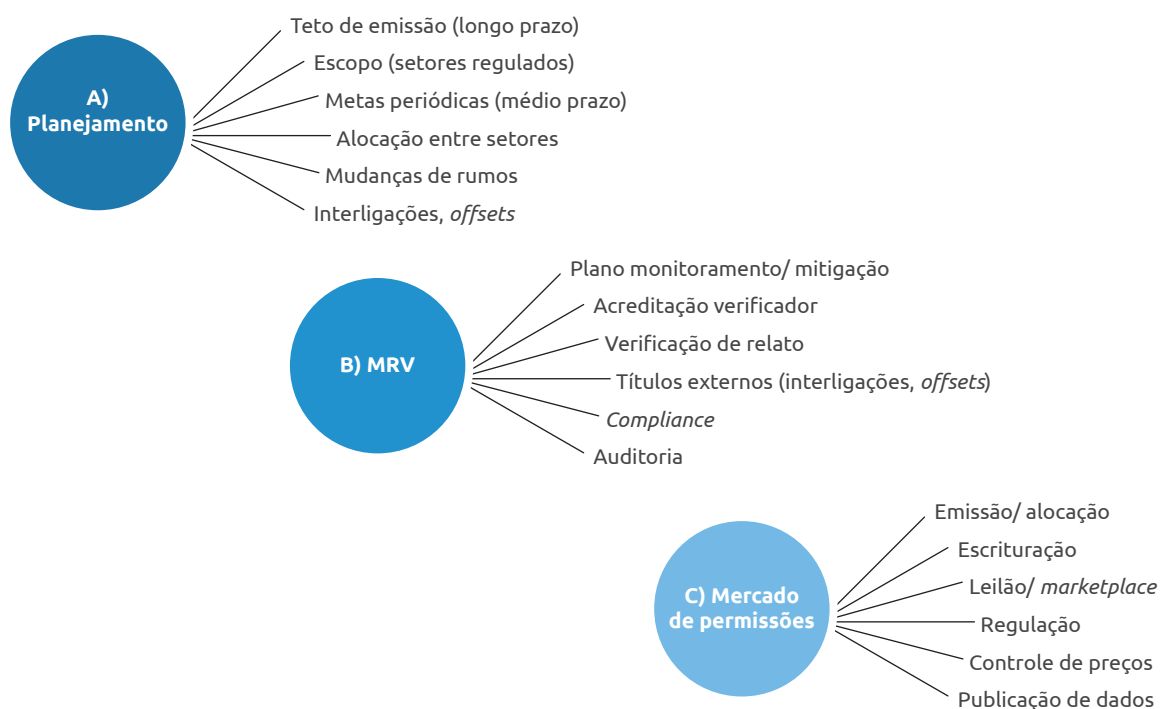 A)
Planejamento
Teto de emissão (longo prazo)
Escopo (setores regulados)
Metas periódicas (médio prazo)
Alocação entre setores
Mudanças de rumos
Interligações, offsets
B) MRV
Plano monitoramento/ mitigação
Acreditação verificador
Verificação de relato
Títulos externos (interligações, offsets)
Compliance
Auditoria
C) Mercado
de permissões
Emissão/ alocação
Escrituração
Leilão/ marketplace
Regulação
Controle de preços
Publicação de dados